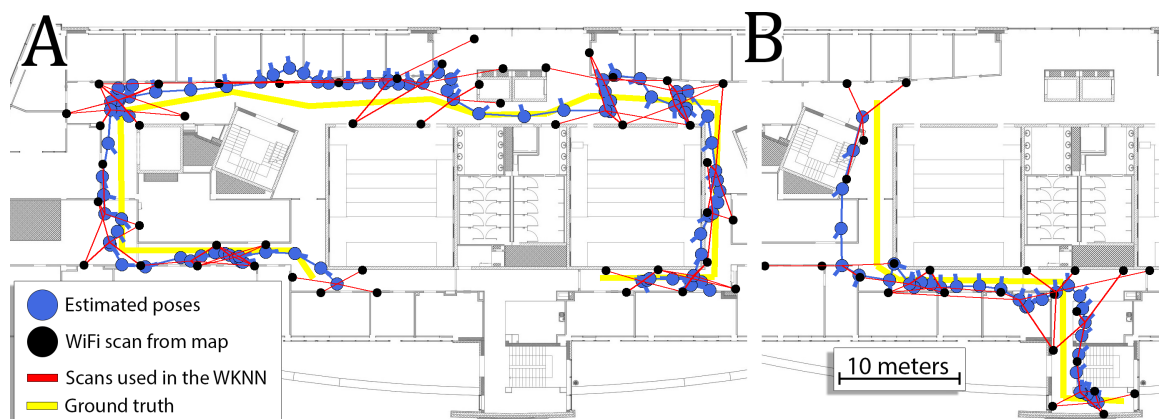 A
B
Estimated poses
WiFi scan from map
Scans used in the WKNN
Ground truth
10 meters